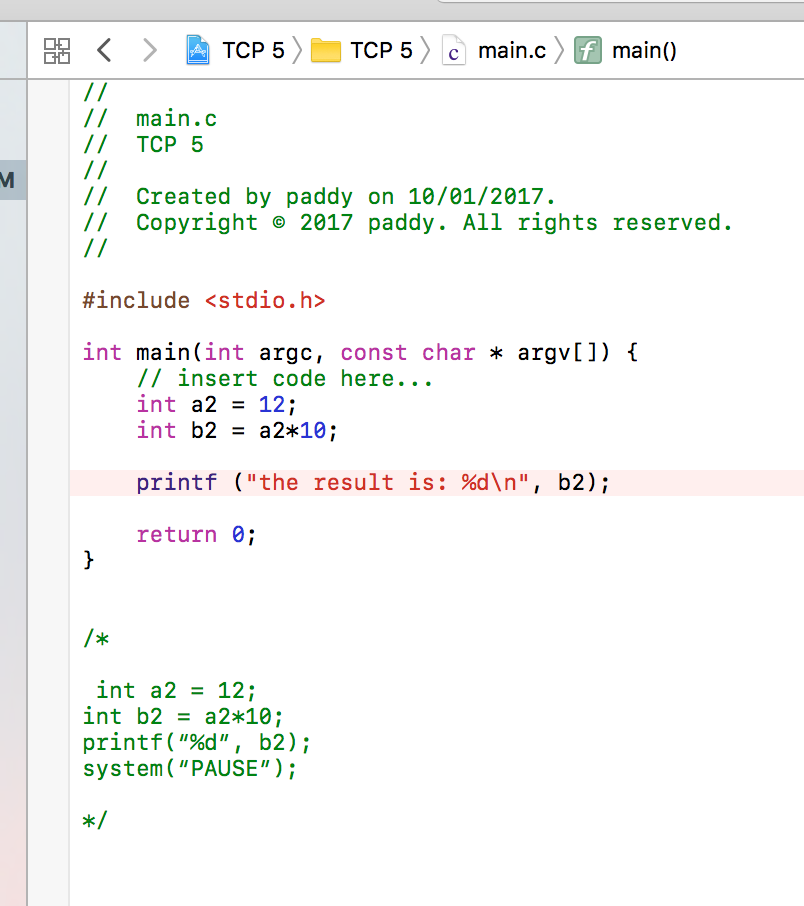 TCP 5 TCP 5 c main.c f main()
M
//
// main.c
// TCP 5
//
// Created by paddy on 10/01/2017.
// Copyright © 2017 paddy. All rights reserved.
//
#include <stdio.h>
int main(int argc, const char * argv[]) {
// insert code here...
int a2 = 12;
int b2 = a2*10;
printf ("the result is: %d\n", b2);
return 0;
}
/*
int a2 = 12;
int b2 = a2*10;
printf(“%d”, b2);
system(“PAUSE”);
*/